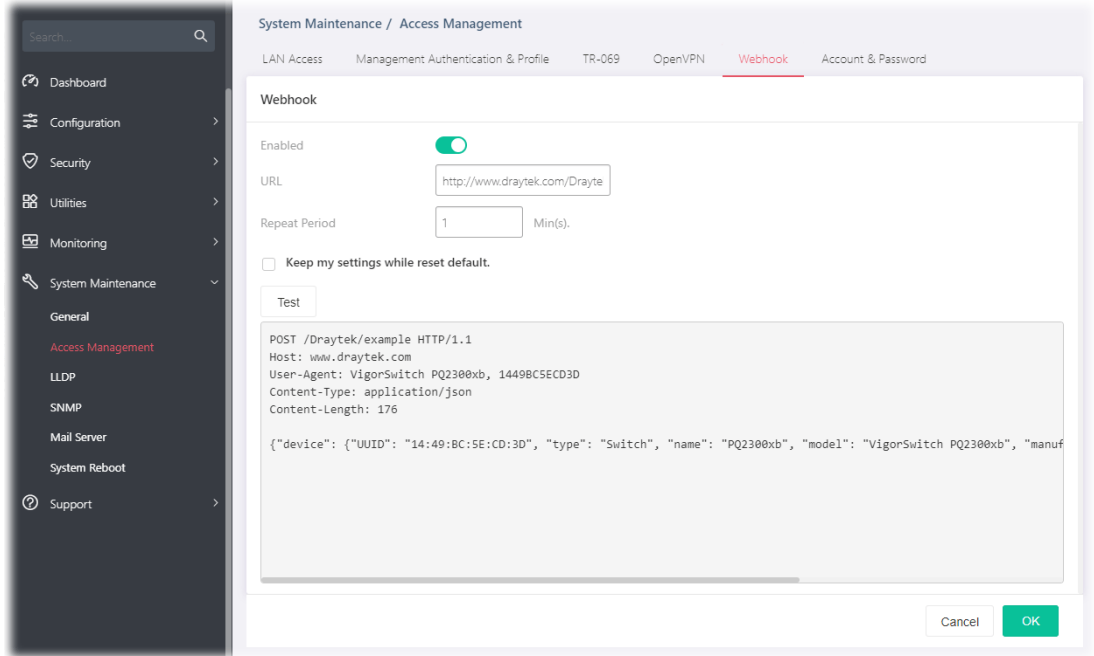 Search...
Dashboard
Configuration
Security
Utilities
Monitoring
System Maintenance
General
Access Management
LLDP
SNMP
Mail Server
System Reboot
Support
System Maintenance / Access Management
LAN Access Management Authentication & Profile TR-069 OpenVPN Webhook Account & Password
Webhook
Enabled
URL http://www.draytek.com/Drayte
Repeat Period 1 Min(s).
Keep my settings while reset default.
Test
POST /Draytek/example HTTP/1.1
Host: www.draytek.com
User-Agent: VigorSwitch PQ2300xb, 1449BC5ECD3D
Content-Type: application/json
Content-Length: 176
{"device": {"UUID": "14:49:BC:5E:CD:3D", "type": "Switch", "name": "PQ2300xb", "model": "VigorSwitch PQ2300xb", "manuf
Cancel OK